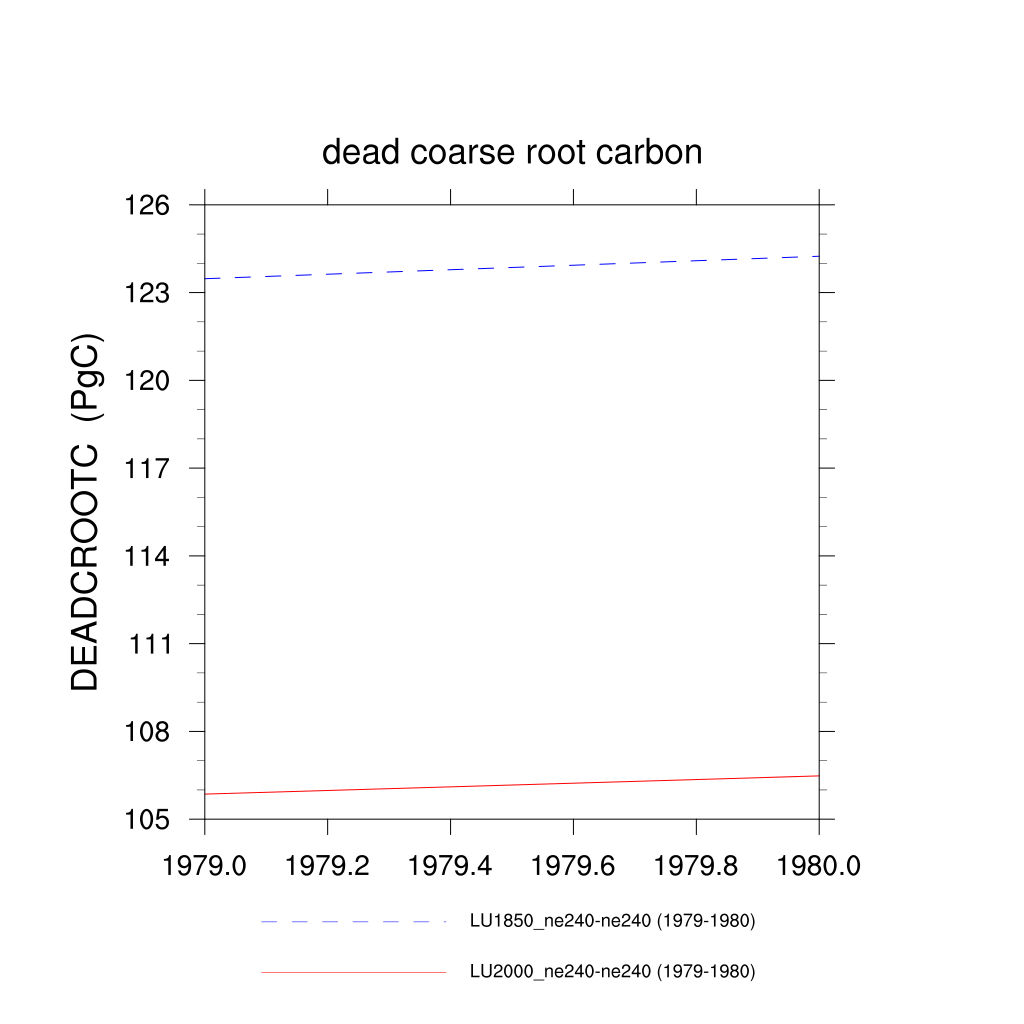 dead coarse root carbon
126
123
120
117
114
111
108
105
DEADCROOTC (PgC)
1979.0 1979.2 1979.4 1979.6 1979.8 1980.0
LU1850_ne240-ne240 (1979-1980)
LU2000_ne240-ne240 (1979-1980)